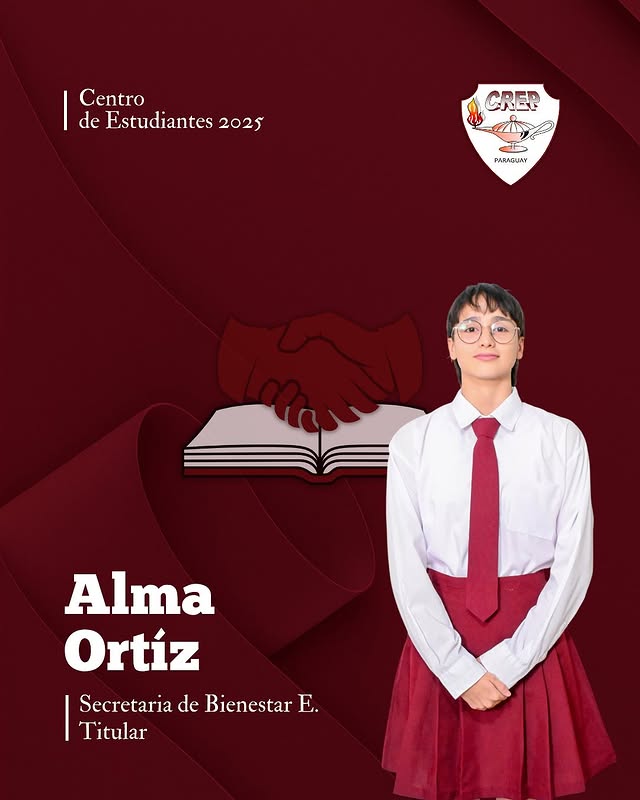 Centro
de Estudiantes 2025
CREP
PARAGUAY
Alma
Ortíz
Secretaria de Bienestar E.
Titular